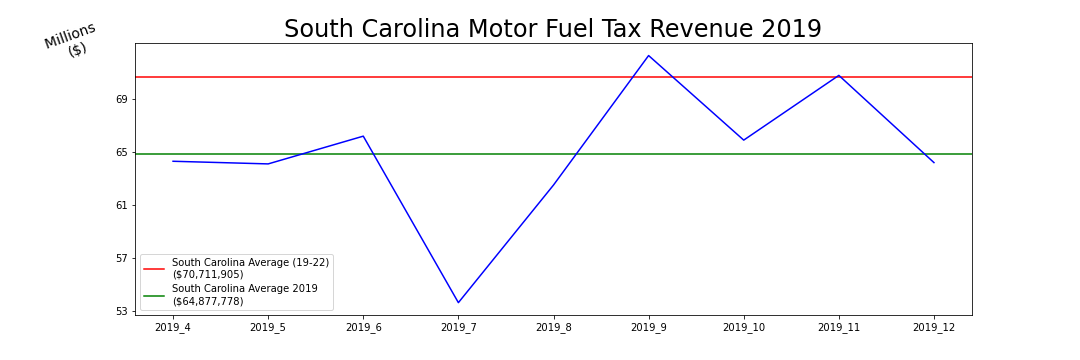 South Carolina Motor Fuel Tax Revenue 2019
Millions
($)
69
65
61
57
53
South Carolina Average (19-22)
($70,711,905)
South Carolina Average 2019
($64,877,778)
2019_4 2019_5 2019_6 2019_7 2019_8 2019_9 2019_10 2019_11 2019_12